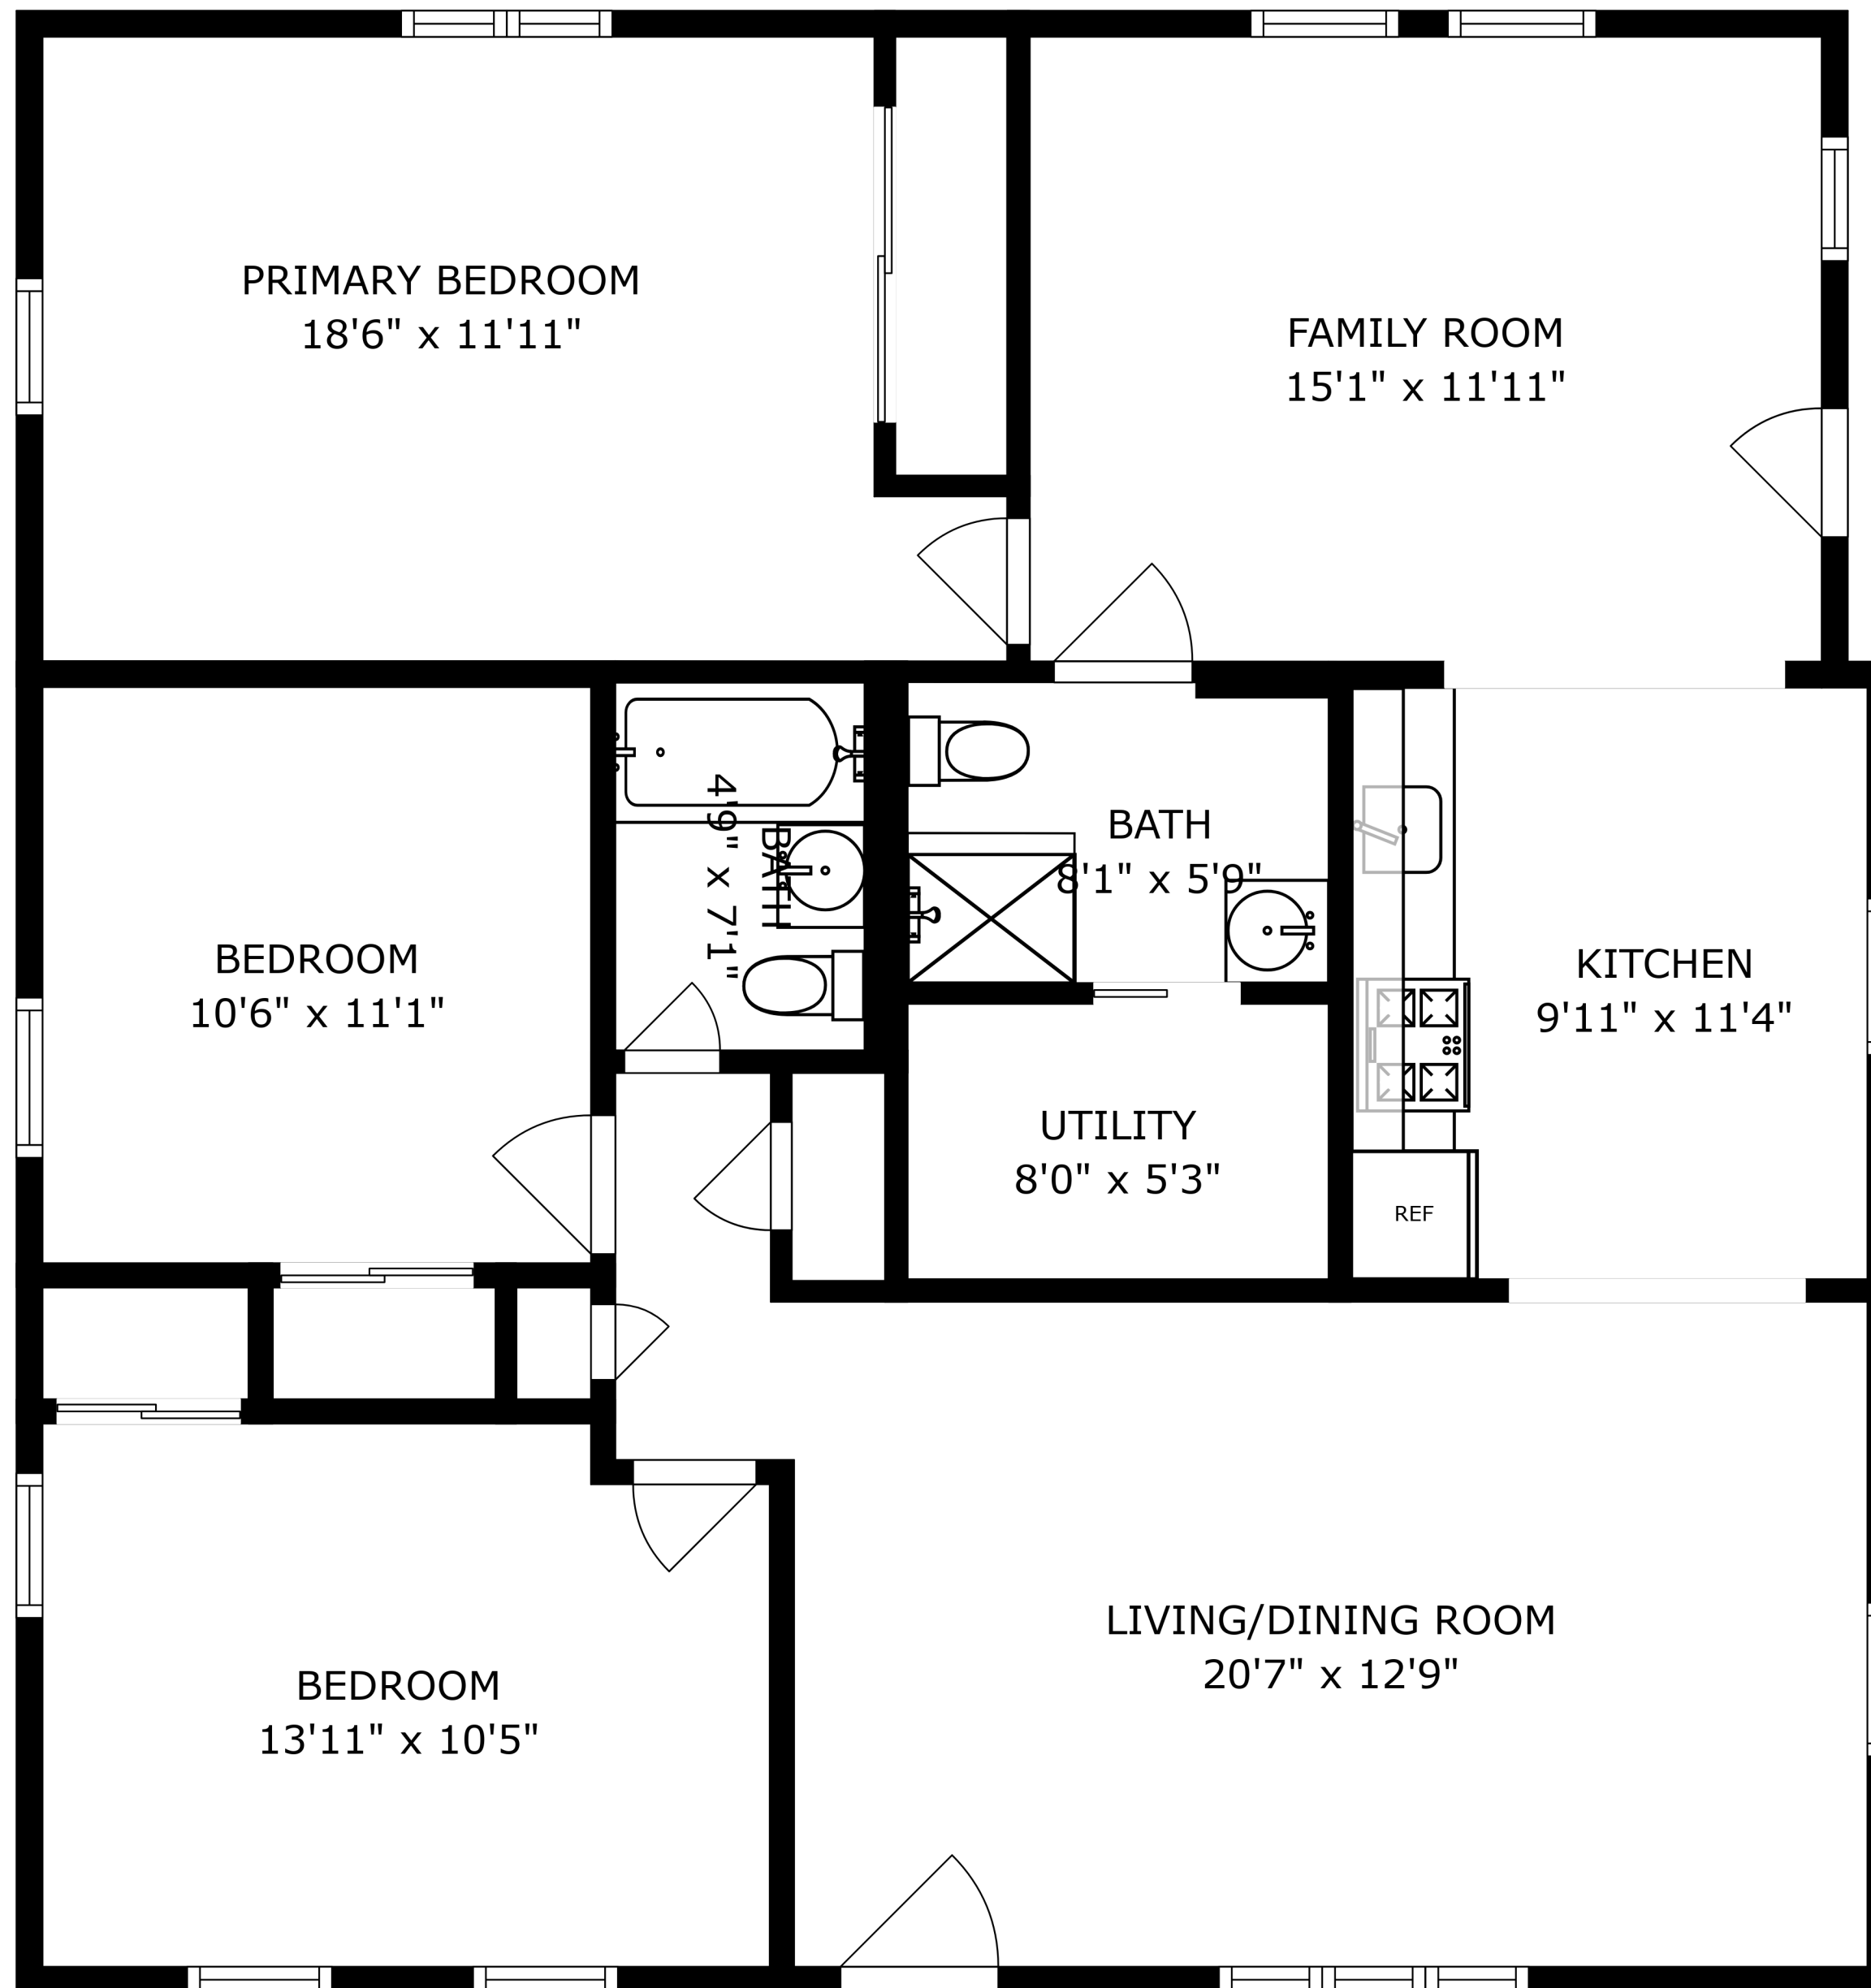 PRIMARY BEDROOM
18'6" x 11'11"
FAMILY ROOM
15'1" x 11'11"
BATH
4'9" x 7'1"
BATH
8'1" x 5'9"
BEDROOM
10'6" x 11'1"
KITCHEN
9'11" x 11'4"
UTILITY
8'0" x 5'3"
REF
LIVING/DINING ROOM
20'7" x 12'9"
BEDROOM
13'11" x 10'5"